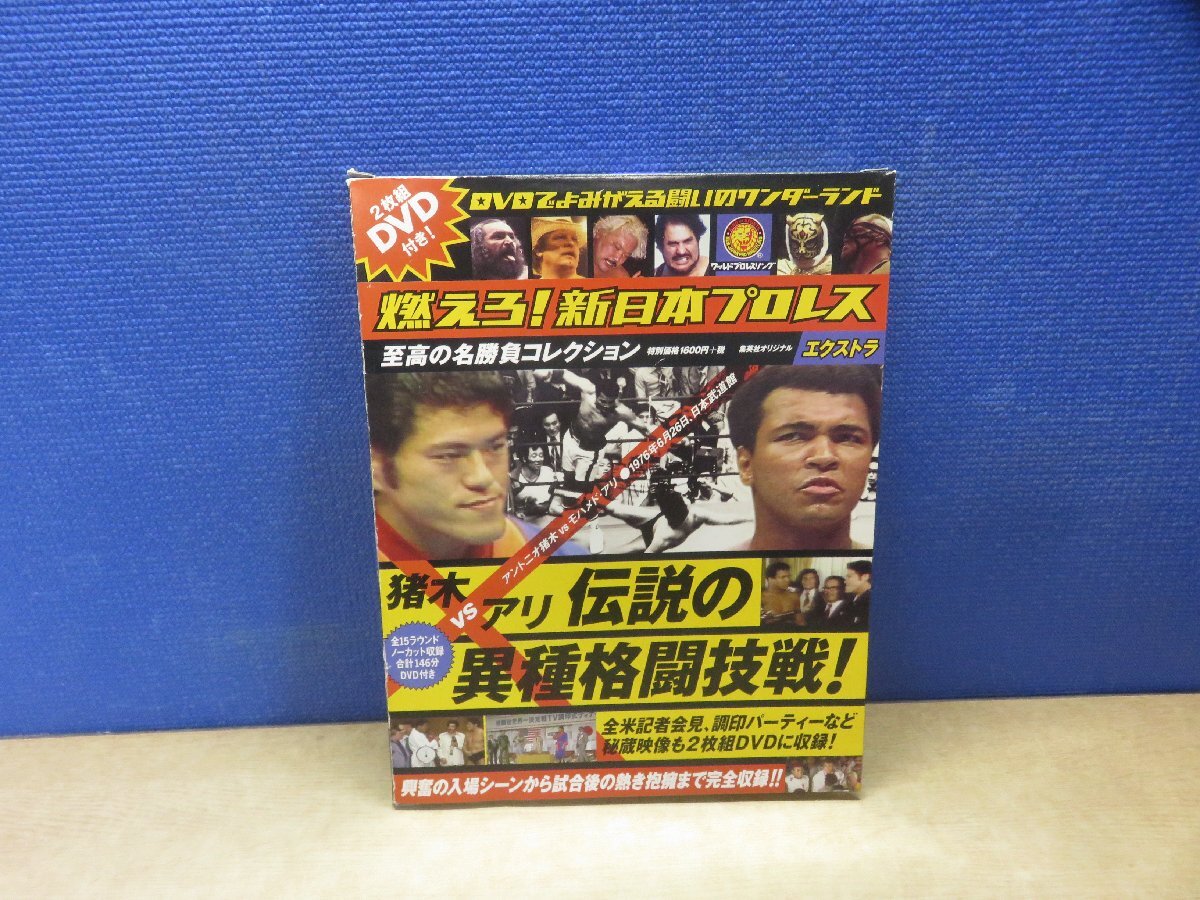 2枚組
DVD
付き!
DVDでよみがえる闘いのワンダーランド
ワールドプロレスリング
燃えろ!新日本プロレス
至高の名勝負コレクション 特別価格1600円+税 集英社オリジナル エクストラ
アントニオ猪木 vs モハメド・アリ●1976年6月26日、日本武道館
猪木 vs アリ 伝説の
異種格闘技戦!
全15ラウンド
ノーカット収録
合計146分
DVD付き
全米記者会見、調印パーティーなど
秘蔵映像も2枚組DVDに収録!
興奮の入場シーンから試合後の熱き抱擁まで完全収録!!